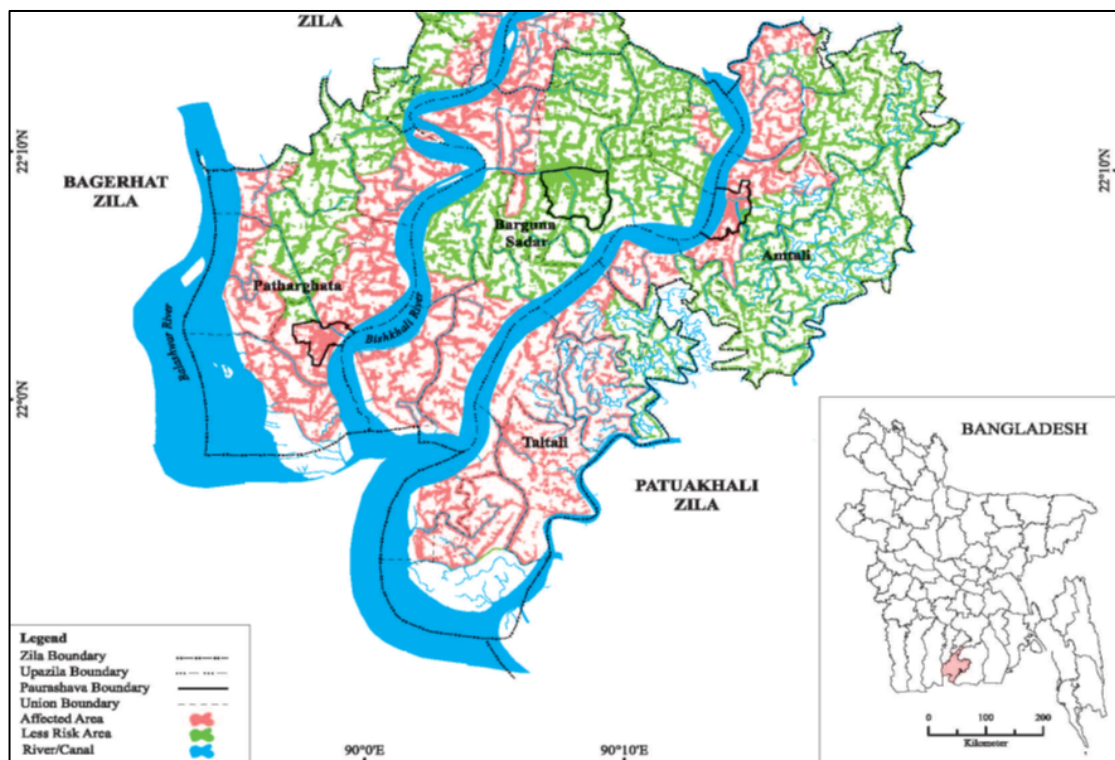 ZILA
22°10'N
22°10'N
BAGERHAT
ZILA
Barguna
Sadar
Amtali
Patharghata
Bishkhali River
Balashwar River
22°0'N
Taltali
PATUAKHALI
ZILA
BANGLADESH
0 100 200
Kilometer
Legend
Zila Boundary
Upazila Boundary
Paurashava Boundary
Union Boundary
Affected Area
Less Risk Area
River/Canal
90°0'E
90°10'E